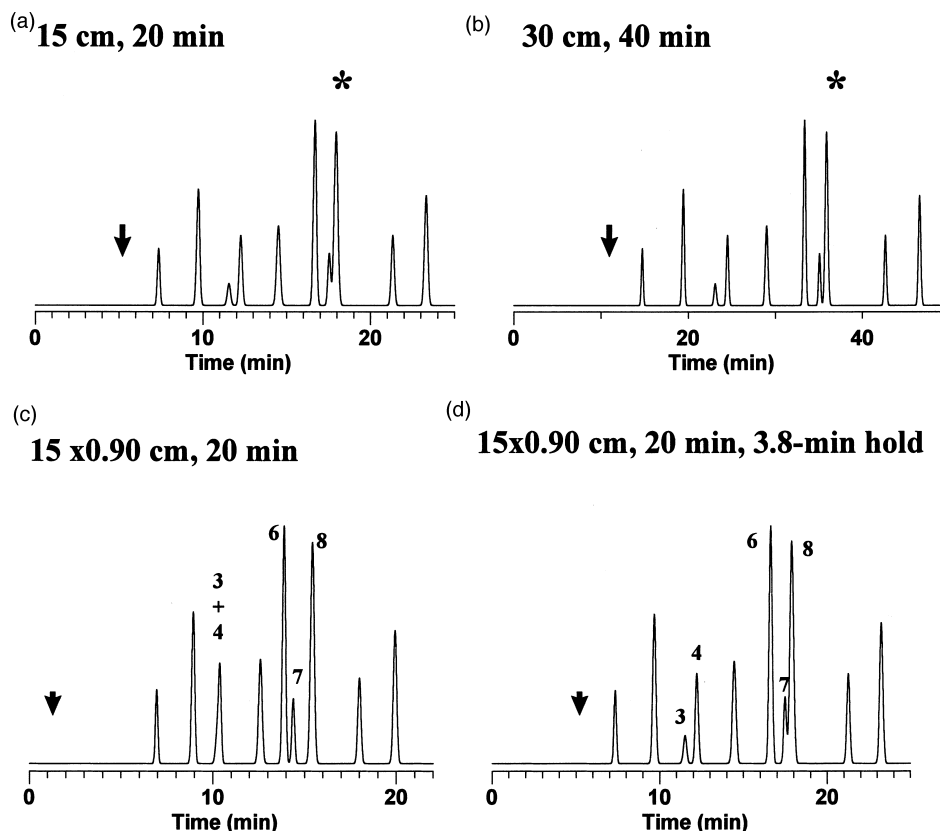 (a)
15 cm, 20 min
*
0 10 20
Time (min)
(b)
30 cm, 40 min
*
0 20 40
Time (min)
(c)
15 x0.90 cm, 20 min
3
+
4
6
7
8
0 10 20
Time (min)
(d)
15x0.90 cm, 20 min, 3.8-min hold
3
4
6
7
8
0 10 20
Time (min)